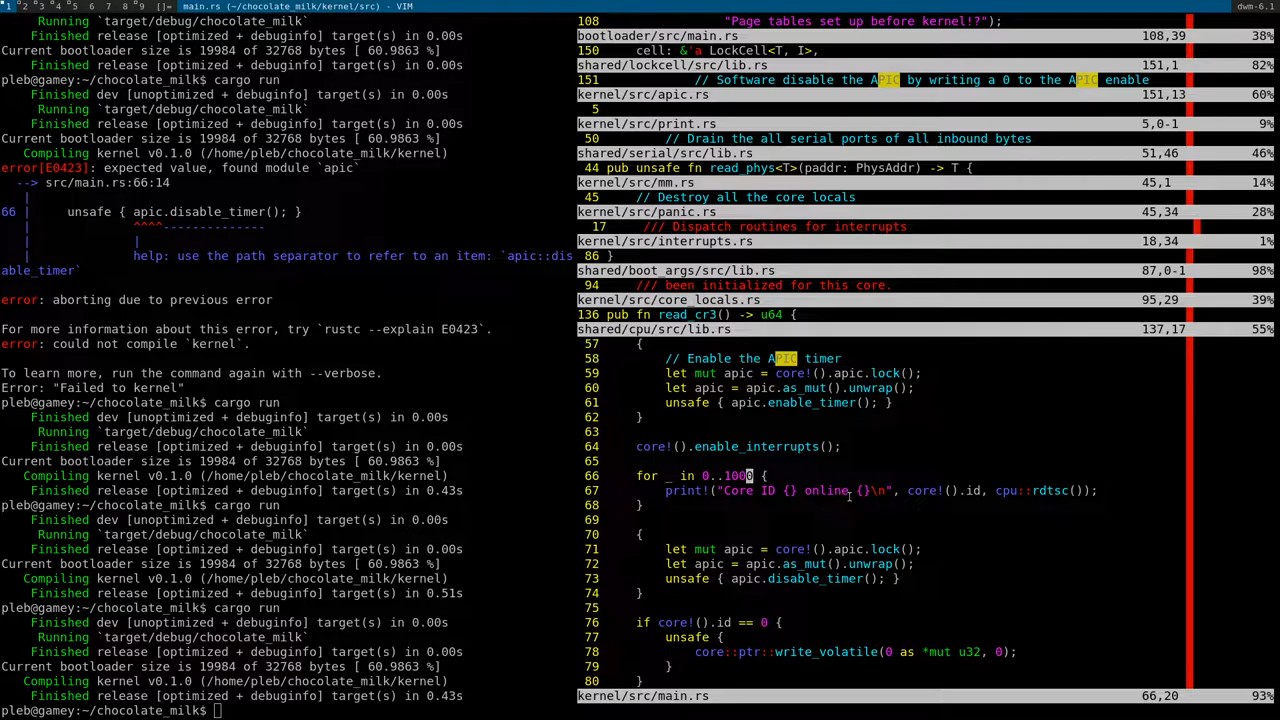 1 2 3 4 5 6 7 8 9 []= main.rs (~/chocolate_milk/kernel/src) - VIM dwm-6.1
Running `target/debug/chocolate_milk`
Finished release [optimized + debuginfo] target(s) in 0.00s
Current bootloader size is 19984 of 32768 bytes [ 60.9863 %]
Finished release [optimized + debuginfo] target(s) in 0.00s
pleb@gamey:~/chocolate_milk$ cargo run
Finished dev [unoptimized + debuginfo] target(s) in 0.00s
Running `target/debug/chocolate_milk`
Finished release [optimized + debuginfo] target(s) in 0.00s
Current bootloader size is 19984 of 32768 bytes [ 60.9863 %]
Compiling kernel v0.1.0 (/home/pleb/chocolate_milk/kernel)
error[E0423]: expected value, found module `apic`
--> src/main.rs:66:14
|
66 |     unsafe { apic.disable_timer(); }
|              ^^^^--------------
|              |
|              help: use the path separator to refer to an item: `apic::dis
able_timer`
error: aborting due to previous error
For more information about this error, try `rustc --explain E0423`.
error: could not compile `kernel`.
To learn more, run the command again with --verbose.
Error: "Failed to kernel"
pleb@gamey:~/chocolate_milk$ cargo run
Finished dev [unoptimized + debuginfo] target(s) in 0.00s
Running `target/debug/chocolate_milk`
Finished release [optimized + debuginfo] target(s) in 0.00s
Current bootloader size is 19984 of 32768 bytes [ 60.9863 %]
Compiling kernel v0.1.0 (/home/pleb/chocolate_milk/kernel)
Finished release [optimized + debuginfo] target(s) in 0.43s
pleb@gamey:~/chocolate_milk$ cargo run
Finished dev [unoptimized + debuginfo] target(s) in 0.00s
Running `target/debug/chocolate_milk`
Finished release [optimized + debuginfo] target(s) in 0.00s
Current bootloader size is 19984 of 32768 bytes [ 60.9863 %]
Compiling kernel v0.1.0 (/home/pleb/chocolate_milk/kernel)
Finished release [optimized + debuginfo] target(s) in 0.51s
pleb@gamey:~/chocolate_milk$ cargo run
Finished dev [unoptimized + debuginfo] target(s) in 0.00s
Running `target/debug/chocolate_milk`
Finished release [optimized + debuginfo] target(s) in 0.00s
Current bootloader size is 19984 of 32768 bytes [ 60.9863 %]
Compiling kernel v0.1.0 (/home/pleb/chocolate_milk/kernel)
Finished release [optimized + debuginfo] target(s) in 0.43s
pleb@gamey:~/chocolate_milk$
108 "Page tables set up before kernel!?");
bootloader/src/main.rs 108,39 38%
150 cell: &'a LockCell<T, I>,
shared/lockcell/src/lib.rs 151,1 82%
151 // Software disable the APIC by writing a 0 to the APIC enable
kernel/src/apic.rs 151,13 60%
5
kernel/src/print.rs 5,0-1 9%
50 // Drain the all serial ports of all inbound bytes
shared/serial/src/lib.rs 51,46 46%
44 pub unsafe fn read_phys<T>(paddr: PhysAddr) -> T {
kernel/src/mm.rs 45,1 14%
45 // Destroy all the core locals
kernel/src/panic.rs 45,34 28%
17 /// Dispatch routines for interrupts
kernel/src/interrupts.rs 18,34 1%
86 }
shared/boot_args/src/lib.rs 87,0-1 98%
94 /// been initialized for this core.
kernel/src/core_locals.rs 95,29 39%
136 pub fn read_cr3() -> u64 {
shared/cpu/src/lib.rs 137,17 55%
57     {
58         // Enable the APIC timer
59         let mut apic = core!().apic.lock();
60         let apic = apic.as_mut().unwrap();
61         unsafe { apic.enable_timer(); }
62     }
63
64     core!().enable_interrupts();
65
66     for _ in 0..1000 {
67         print!("Core ID {} online {}\n", core!().id, cpu::rdtsc());
68     }
69
70     {
71         let mut apic = core!().apic.lock();
72         let apic = apic.as_mut().unwrap();
73         unsafe { apic.disable_timer(); }
74     }
75
76     if core!().id == 0 {
77         unsafe {
78             core::ptr::write_volatile(0 as *mut u32, 0);
79         }
80     }
kernel/src/main.rs 66,20 93%